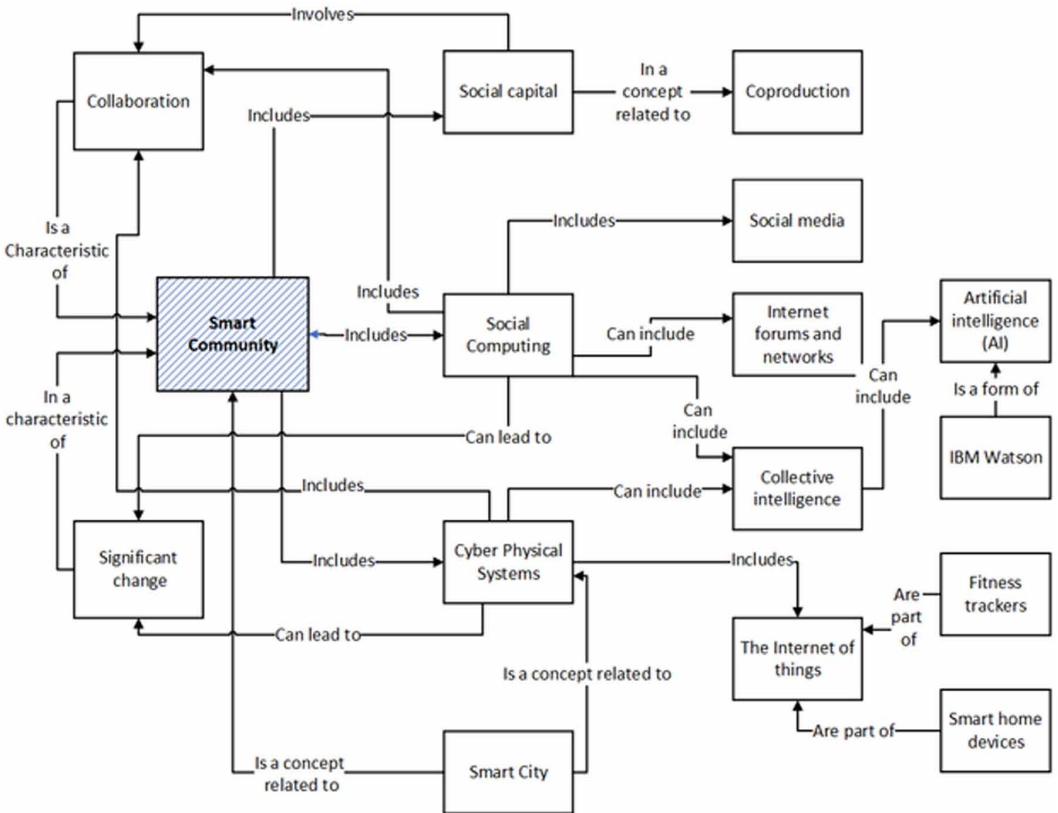 Involves
Collaboration
Social capital
In a
concept
related to
Coproduction
Includes
Includes
Social media
Is a
Characteristic
of
Smart
Community
Includes
Includes
Social
Computing
Can include
Internet
forums and
networks
Artificial
intelligence
(AI)
Can
include
Is a form of
In a
characteristic
of
Can lead to
Can
include
IBM Watson
Collective
intelligence
Includes
Can include
Significant
change
Includes
Cyber Physical
Systems
Includes
Fitness
trackers
Are
part
of
Can lead to
The Internet of
things
Is a concept related to
Are part of
Smart home
devices
Is a concept
related to
Smart City